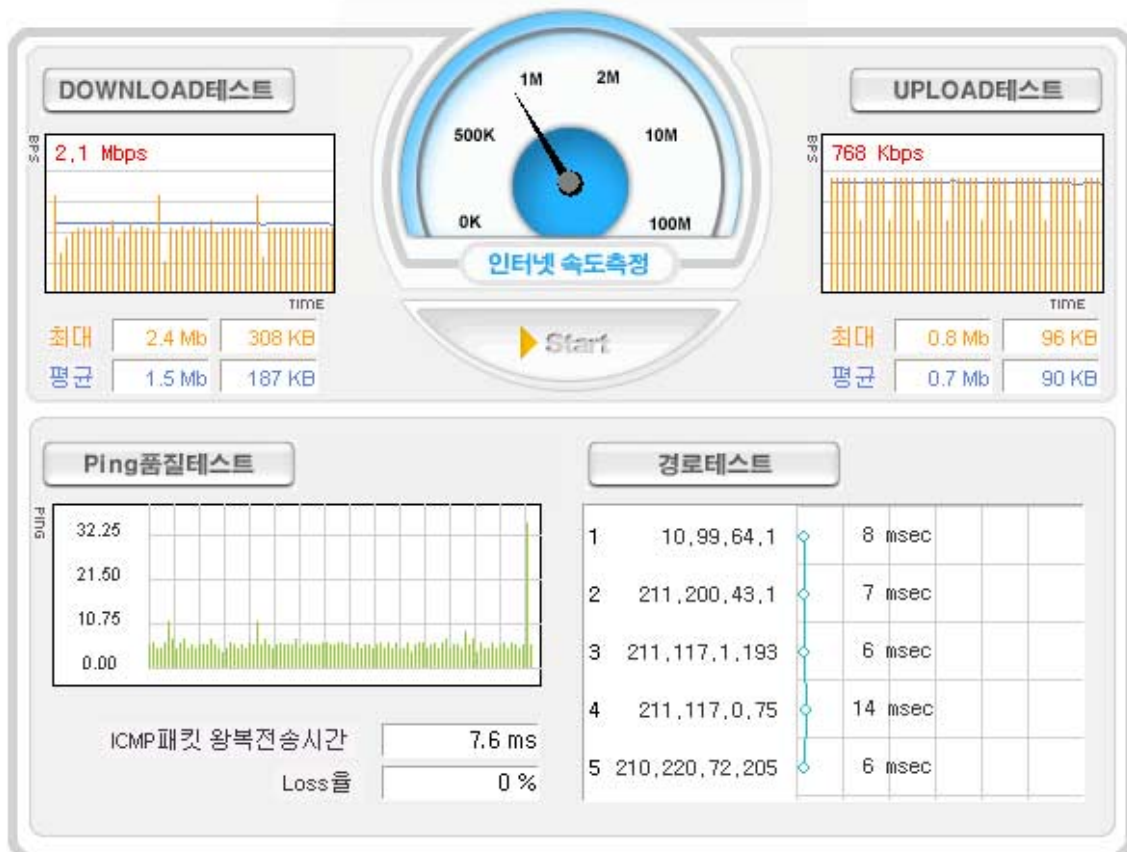 DOWNLOAD테스트
BPS
2,1 Mbps
TIME
최대 2.4 Mb 308 KB
평균 1.5 Mb 187 KB
1M 2M
500K 10M
0K 100M
인터넷 속도측정
Start
UPLOAD테스트
BPS
768 Kbps
TIME
최대 0.8 Mb 96 KB
평균 0.7 Mb 90 KB
Ping품질테스트
PING
32.25
21.50
10.75
0.00
ICMP패킷 왕복전송시간 7.6 ms
Loss율 0 %
경로테스트
1 10,99,64,1 8 msec
2 211,200,43,1 7 msec
3 211,117,1,193 6 msec
4 211,117,0,75 14 msec
5 210,220,72,205 6 msec